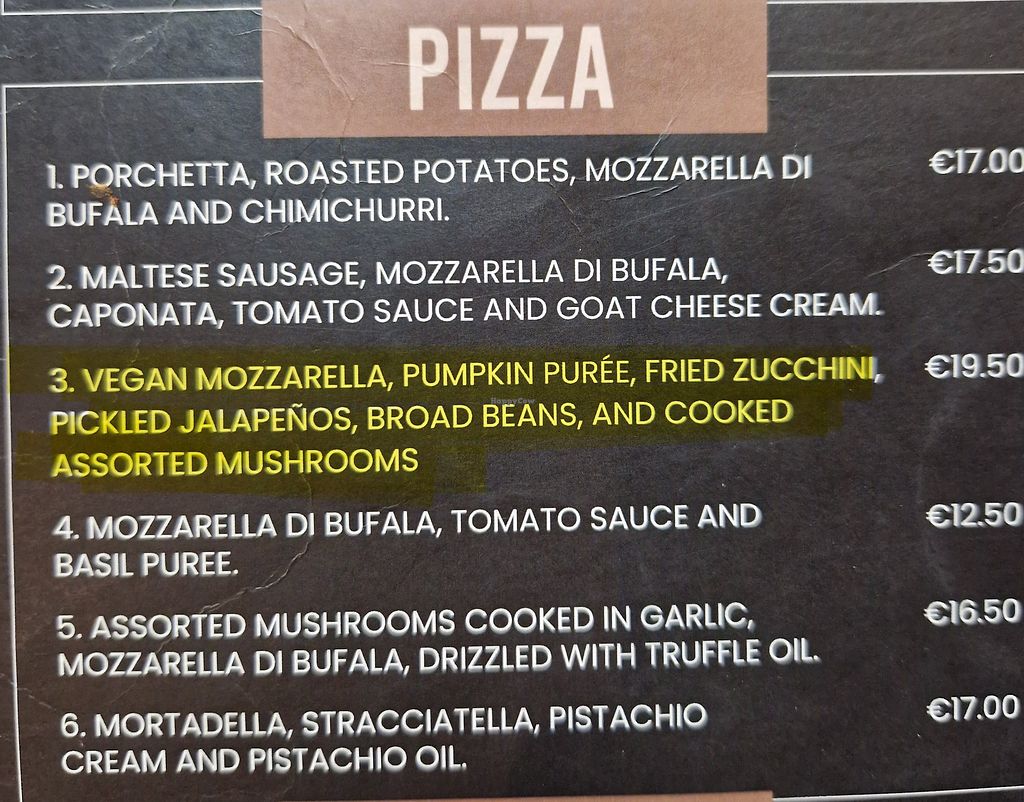 PIZZA
1. PORCHETTA, ROASTED POTATOES, MOZZARELLA DI €17.00
BUFALA AND CHIMICHURRI.
2. MALTESE SAUSAGE, MOZZARELLA DI BUFALA, €17.50
CAPONATA, TOMATO SAUCE AND GOAT CHEESE CREAM.
3. VEGAN MOZZARELLA, PUMPKIN PURÉE, FRIED ZUCCHINI, €19.50
HappyCow
PICKLED JALAPEÑOS, BROAD BEANS, AND COOKED
ASSORTED MUSHROOMS
4. MOZZARELLA DI BUFALA, TOMATO SAUCE AND €12.50
BASIL PUREE.
5. ASSORTED MUSHROOMS COOKED IN GARLIC, €16.50
MOZZARELLA DI BUFALA, DRIZZLED WITH TRUFFLE OIL.
6. MORTADELLA, STRACCIATELLA, PISTACHIO €17.00
CREAM AND PISTACHIO OIL.